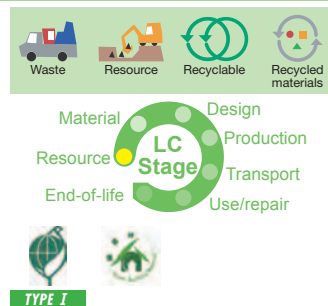 Waste
Resource
Recyclable
Recycled
materials
Design
Material
Production
LC
Stage
Resource
Transport
End-of-life
Use/repair
TYPE I